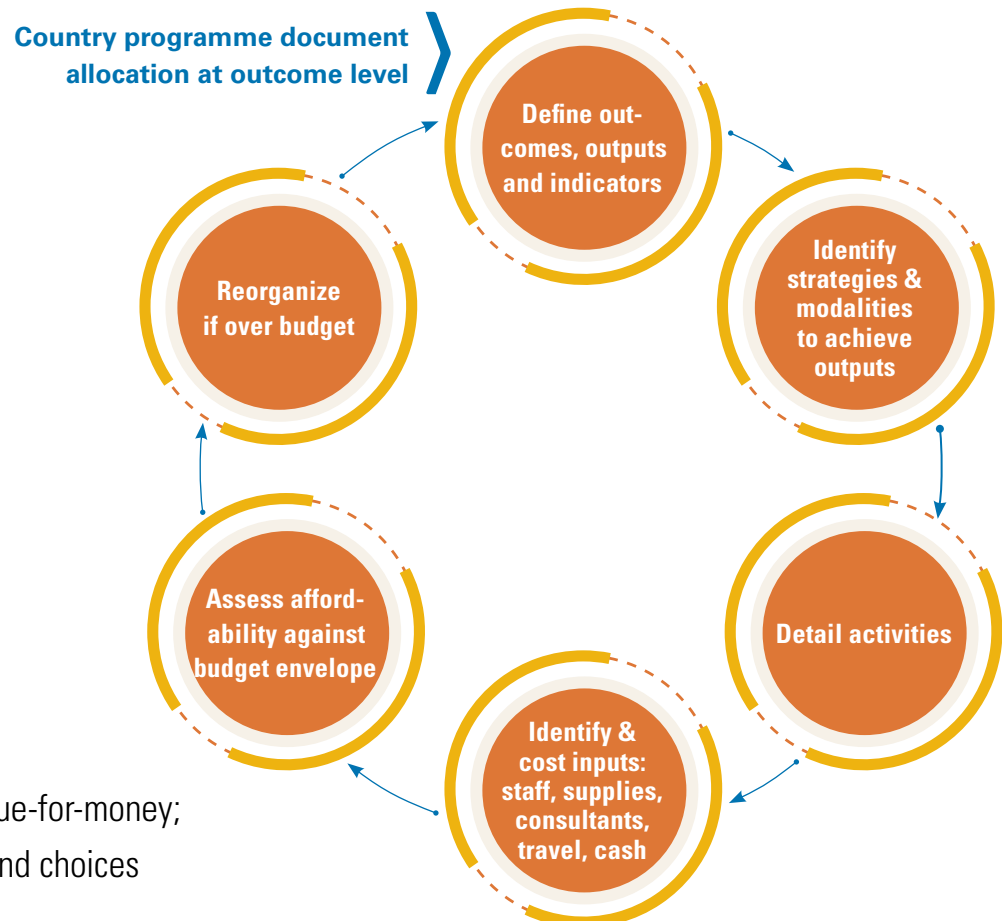 Country programme document
allocation at outcome level
Define out-
comes, outputs
and indicators
Identify
strategies &
modalities
to achieve
outputs
Detail activities
Identify &
cost inputs:
staff, supplies,
consultants,
travel, cash
Assess afford-
ability against
budget envelope
Reorganize
if over budget
ue-for-money;
nd choices